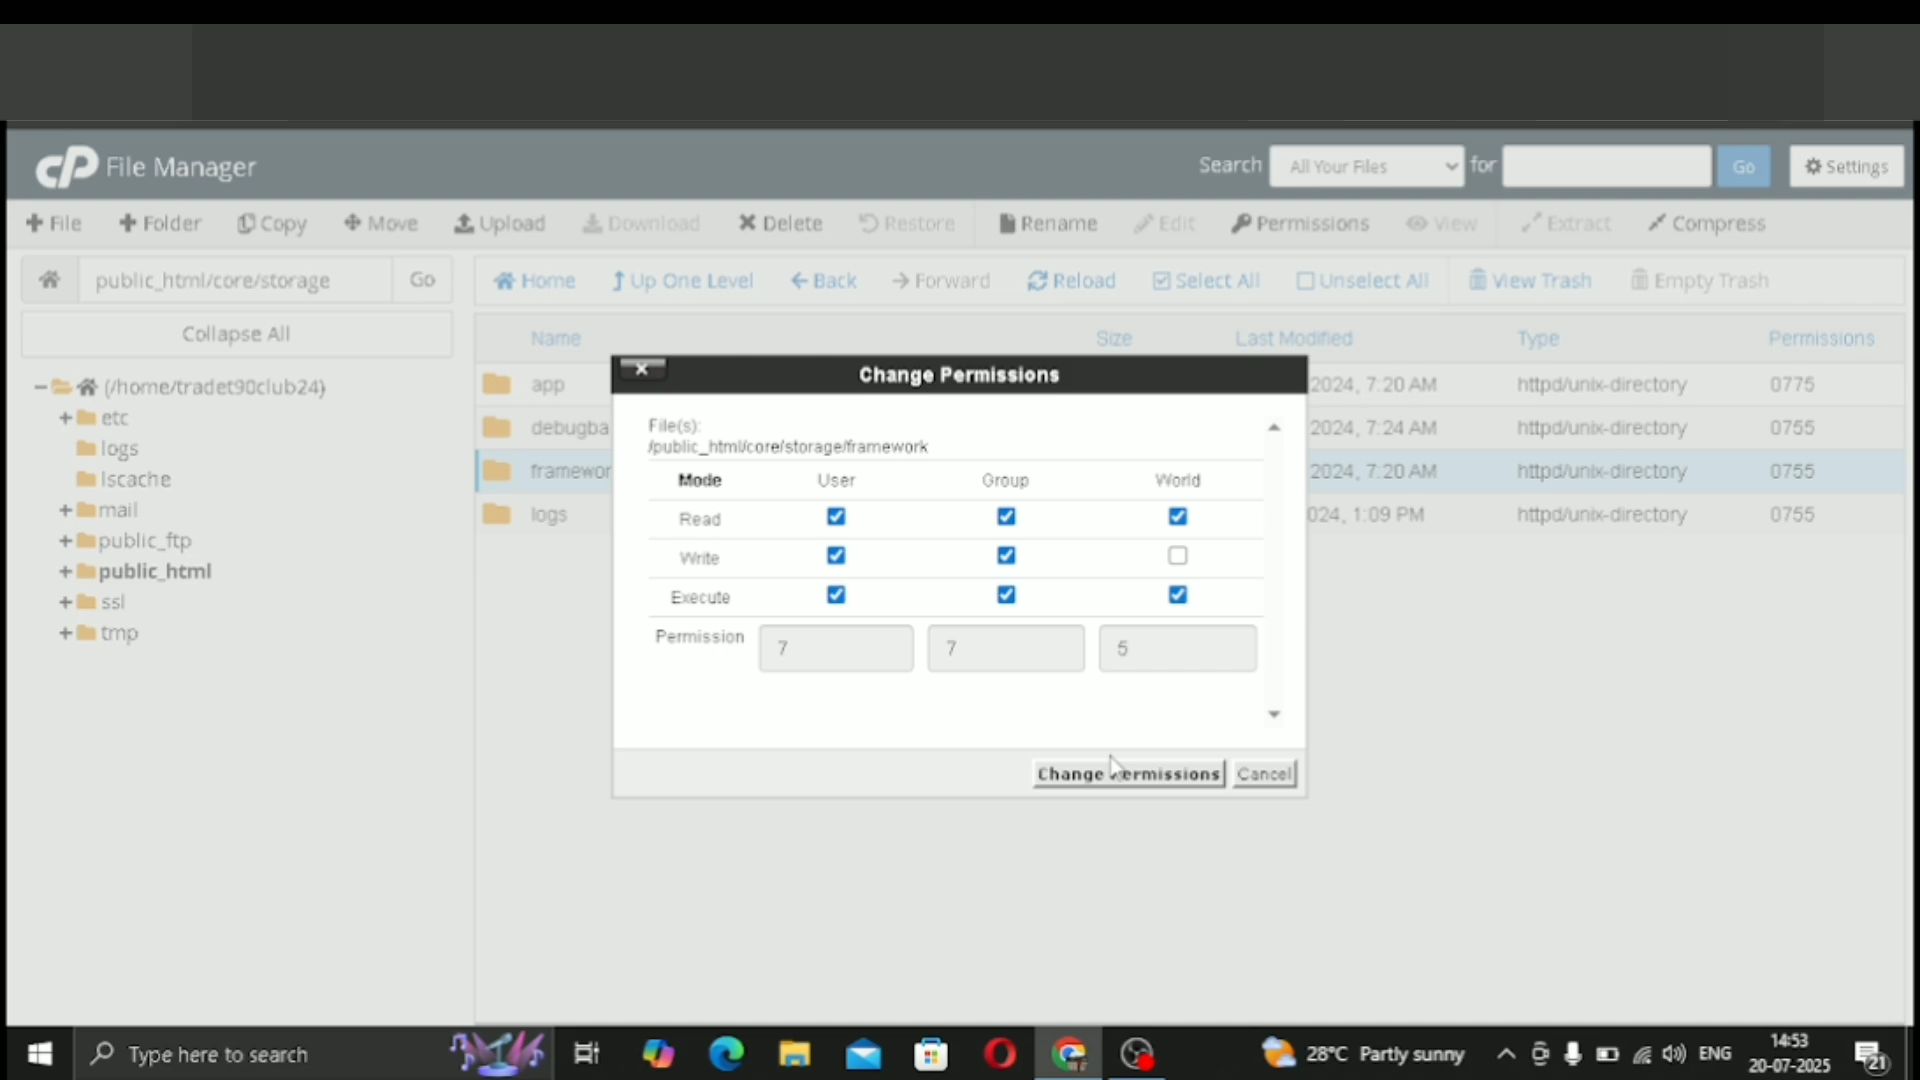 cP File Manager
Search All Your Files for Go Settings
File Folder Copy Move Upload Download Delete Restore Rename Edit Permissions View Extract Compress
public_html/core/storage Go
Home Up One Level Back Forward Reload Select All Unselect All View Trash Empty Trash
Collapse All
(/home/tradet90club24)
etc
logs
lscache
mail
public_ftp
public_html
ssl
tmp
Name Size Last Modified Type Permissions
app 2024, 7:20 AM httpd/unix-directory 0775
debugba 2024, 7:24 AM httpd/unix-directory 0755
framewor 2024, 7:20 AM httpd/unix-directory 0755
logs 024, 1:09 PM httpd/unix-directory 0755
x Change Permissions
File(s):
/public_html/core/storage/framework
Mode User Group World
Read
Write
Execute
Permission 7 7 5
Change Permissions Cancel
Type here to search
28°C Partly sunny
ENG
14:53
20-07-2025
21